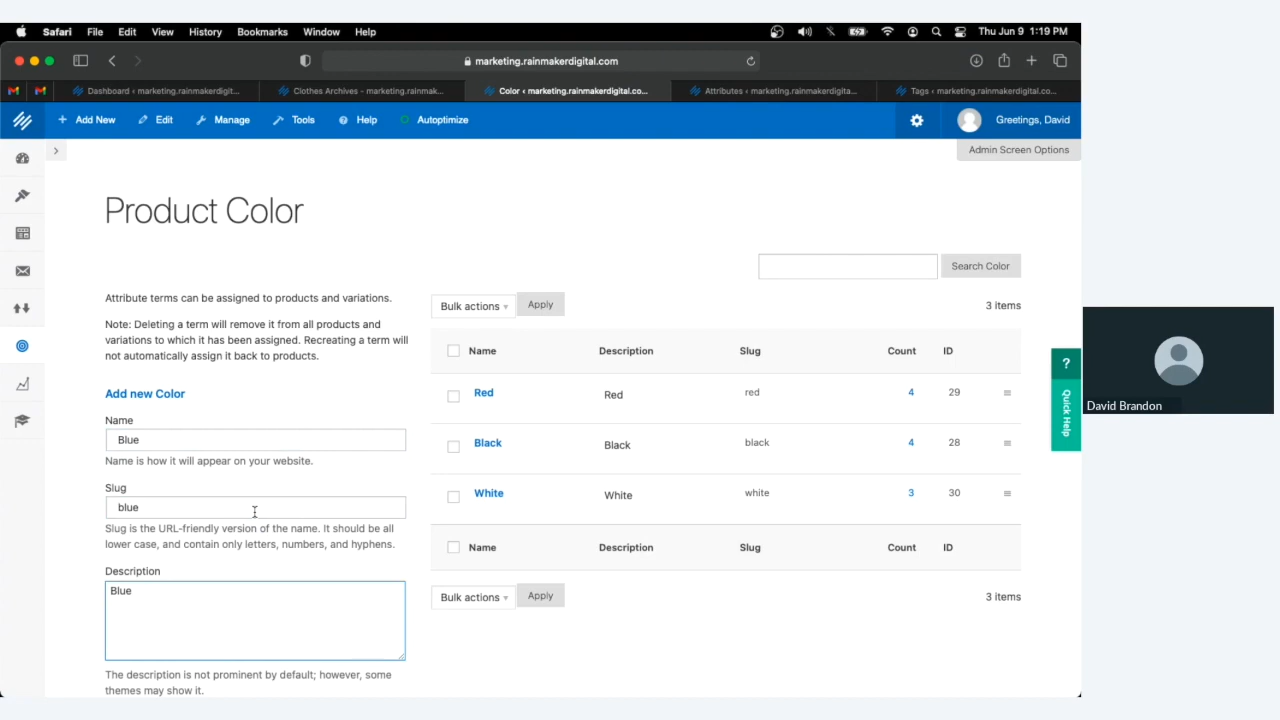 Safari File Edit View History Bookmarks Window Help Thu Jun 9 1:19 PM
marketing.rainmakerdigital.com
Dashboard ‹ marketing.rainmakerdigit... Clothes Archives - marketing.rainmak... Color ‹ marketing.rainmakerdigital.co... Attributes ‹ marketing.rainmakerdigita... Tags ‹ marketing.rainmakerdigital.co...
Add New Edit Manage Tools Help Autoptimize Greetings, David
Admin Screen Options
Product Color
Search Color
Attribute terms can be assigned to products and variations.
Note: Deleting a term will remove it from all products and
variations to which it has been assigned. Recreating a term will
not automatically assign it back to products.
Add new Color
Name
Blue
Name is how it will appear on your website.
Slug
blue
Slug is the URL-friendly version of the name. It should be all
lower case, and contain only letters, numbers, and hyphens.
Description
Blue
The description is not prominent by default; however, some
themes may show it.
Bulk actions Apply 3 items
Name Description Slug Count ID
Red Red red 4 29
Black Black black 4 28
White White white 3 30
Name Description Slug Count ID
Bulk actions Apply 3 items
? Quick Help
David Brandon